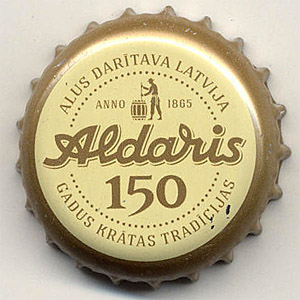 ALUS DARĪTAVA LATVIJA
ANNO 1865
Aldaris
150
GADUS KRĀTAS TRADĪCIJAS